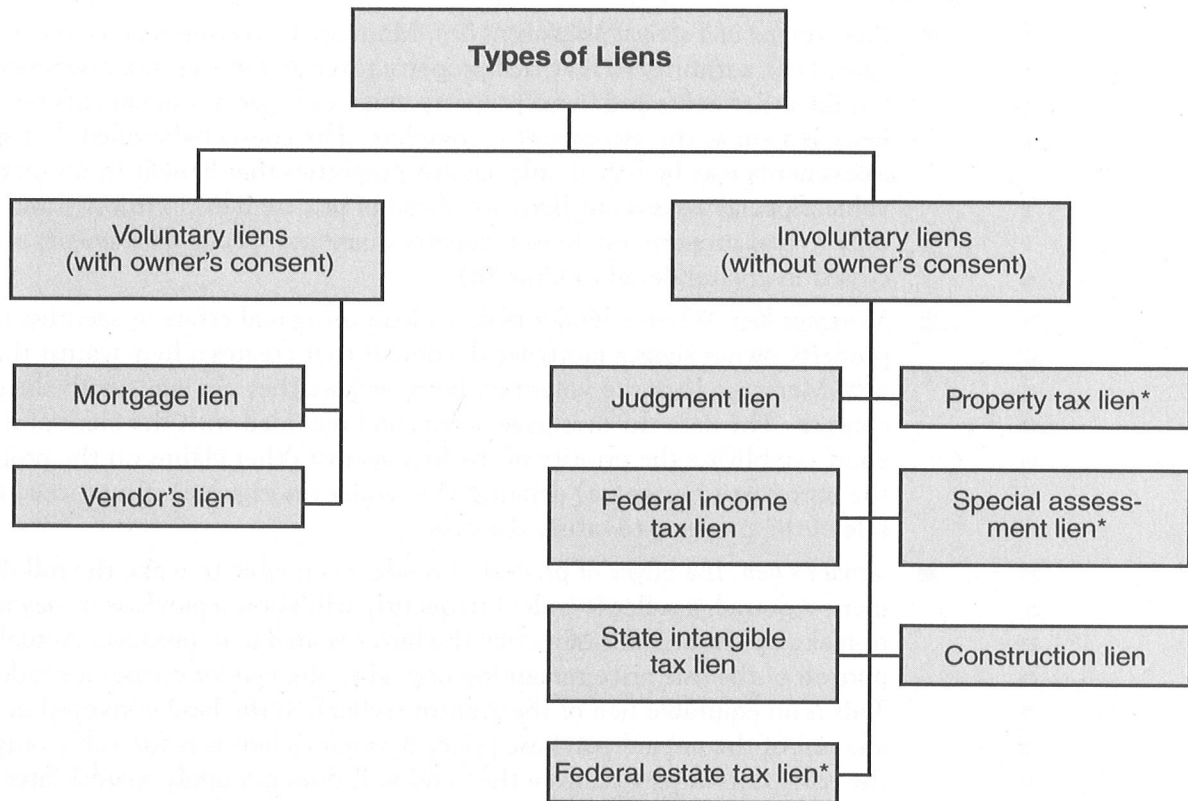 Types of Liens
Voluntary liens
(with owner's consent)
Involuntary liens
(without owner's consent)
Mortgage lien
Vendor's lien
Judgment lien
Property tax lien*
Federal income
tax lien
Special assess-
ment lien*
State intangible
tax lien
Construction lien
Federal estate tax lien*